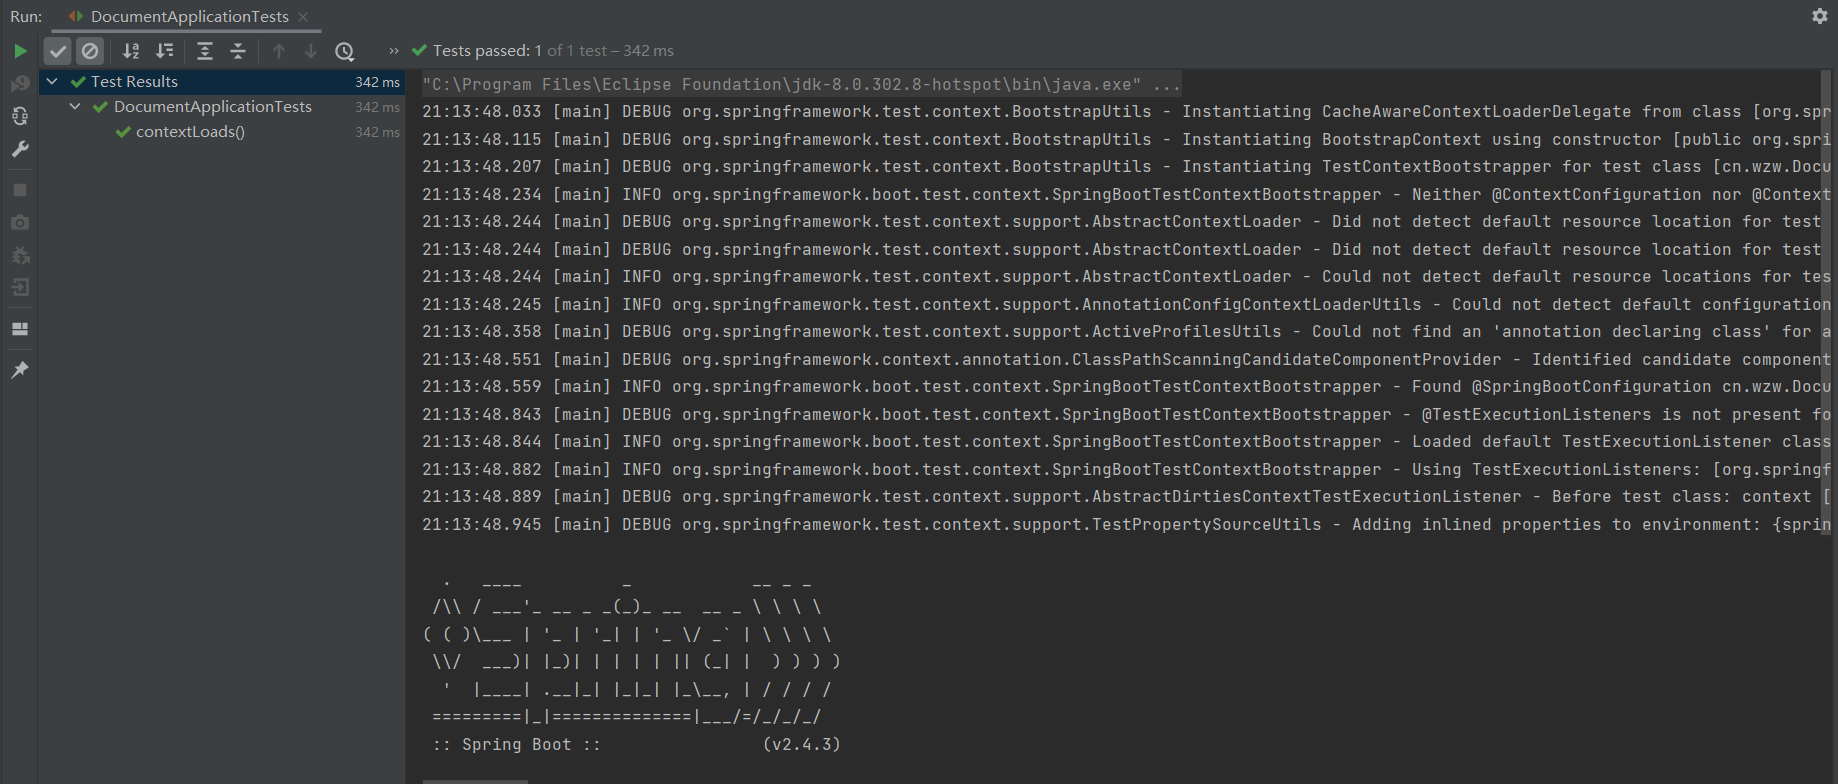 Run: DocumentApplicationTests
Tests passed: 1 of 1 test – 342 ms
Test Results 342 ms
DocumentApplicationTests 342 ms
contextLoads() 342 ms
"C:\Program Files\Eclipse Foundation\jdk-8.0.302.8-hotspot\bin\java.exe" ...
21:13:48.033 [main] DEBUG org.springframework.test.context.BootstrapUtils - Instantiating CacheAwareContextLoaderDelegate from class [org.spr
21:13:48.115 [main] DEBUG org.springframework.test.context.BootstrapUtils - Instantiating BootstrapContext using constructor [public org.spri
21:13:48.207 [main] DEBUG org.springframework.test.context.BootstrapUtils - Instantiating TestContextBootstrapper for test class [cn.wzw.Docu
21:13:48.234 [main] INFO org.springframework.boot.test.context.SpringBootTestContextBootstrapper - Neither @ContextConfiguration nor @Context
21:13:48.244 [main] DEBUG org.springframework.test.context.support.AbstractContextLoader - Did not detect default resource location for test
21:13:48.244 [main] DEBUG org.springframework.test.context.support.AbstractContextLoader - Did not detect default resource location for test
21:13:48.244 [main] INFO org.springframework.test.context.support.AbstractContextLoader - Could not detect default resource locations for tes
21:13:48.245 [main] INFO org.springframework.test.context.support.AnnotationConfigContextLoaderUtils - Could not detect default configuration
21:13:48.358 [main] DEBUG org.springframework.test.context.support.ActiveProfilesUtils - Could not find an 'annotation declaring class' for a
21:13:48.551 [main] DEBUG org.springframework.context.annotation.ClassPathScanningCandidateComponentProvider - Identified candidate component
21:13:48.559 [main] INFO org.springframework.boot.test.context.SpringBootTestContextBootstrapper - Found @SpringBootConfiguration cn.wzw.Docu
21:13:48.843 [main] DEBUG org.springframework.boot.test.context.SpringBootTestContextBootstrapper - @TestExecutionListeners is not present fo
21:13:48.844 [main] INFO org.springframework.boot.test.context.SpringBootTestContextBootstrapper - Loaded default TestExecutionListener class
21:13:48.882 [main] INFO org.springframework.boot.test.context.SpringBootTestContextBootstrapper - Using TestExecutionListeners: [org.springf
21:13:48.889 [main] DEBUG org.springframework.test.context.support.AbstractDirtiesContextTestExecutionListener - Before test class: context [
21:13:48.945 [main] DEBUG org.springframework.test.context.support.TestPropertySourceUtils - Adding inlined properties to environment: {sprin
  .   ____          _            __ _ _
 /\\ / ___'_ __ _ _(_)_ __  __ _ \ \ \ \
( ( )\___ | '_ | '_| | '_ \/ _` | \ \ \ \
 \\/  ___)| |_)| | | | | || (_| |  ) ) ) )
  '  |____| .__|_| |_|_| |_\__, | / / / /
 =========|_|==============|___/=/_/_/_/
 :: Spring Boot ::                (v2.4.3)